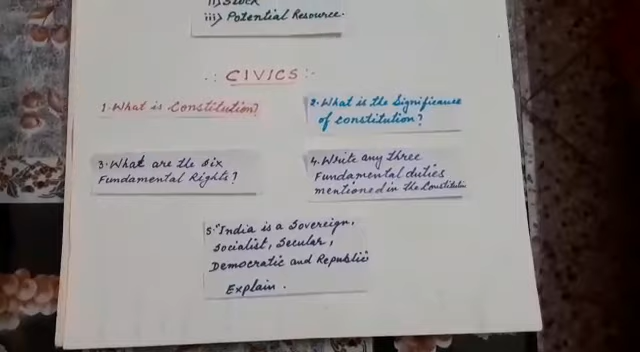 ii) Stock
iii) Potential Resource.
.: CIVICS :.
1. What is Constitution?
2. What is the Significance
of constitution?
3. What are the Six
Fundamental Rights?
4. Write any three
Fundamental duties
mentioned in the Constitution
5. "India is a Sovereign,
Socialist, Secular,
Democratic and Republic
Explain.